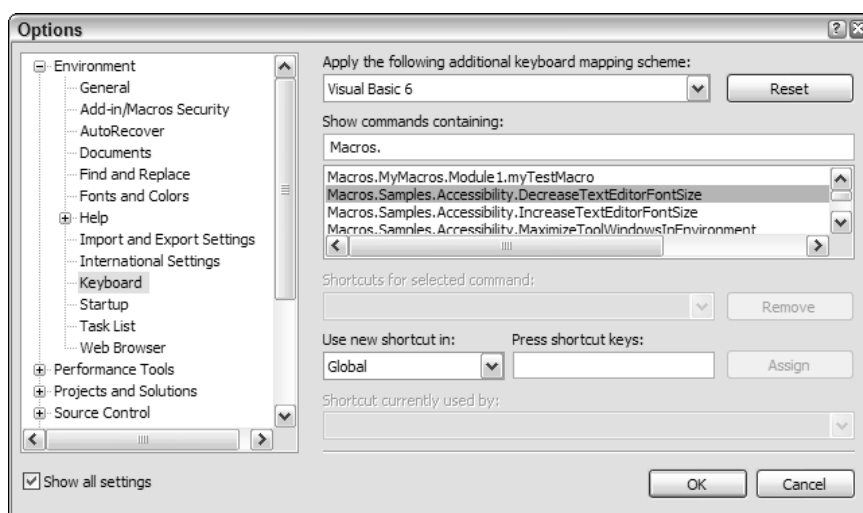 Options
Environment
General
Add-in/Macros Security
AutoRecover
Documents
Find and Replace
Fonts and Colors
Help
Import and Export Settings
International Settings
Keyboard
Startup
Task List
Web Browser
Performance Tools
Projects and Solutions
Source Control
Show all settings
Apply the following additional keyboard mapping scheme:
Visual Basic 6
Reset
Show commands containing:
Macros.
Macros.MyMacros.Module1.myTestMacro
Macros.Samples.Accessibility.DecreaseTextEditorFontSize
Macros.Samples.Accessibility.IncreaseTextEditorFontSize
Macros.Samples.Accessibility.MaximizeToolWindowsInEnvironment
Shortcuts for selected command:
Remove
Use new shortcut in:
Press shortcut keys:
Global
Assign
Shortcut currently used by:
OK
Cancel